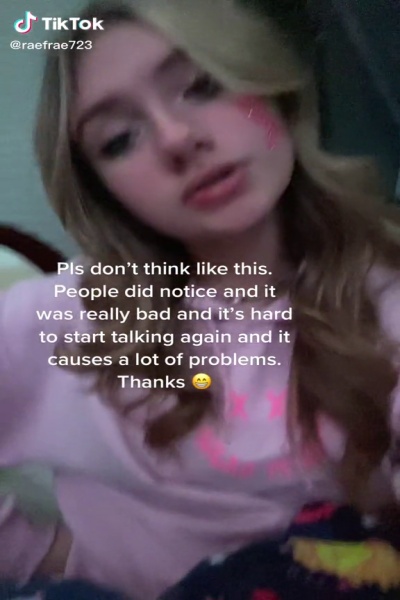 TikTok
@raefrae723
Pls don't think like this.
People did notice and it
was really bad and it's hard
to start talking again and it
causes a lot of problems.
Thanks 😁
X X